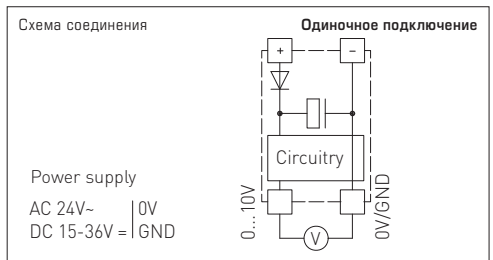 Схема соединения
Одиночное подключение
+ −
Circuitry
Power supply
AC 24V~ 0V
DC 15-36V = GND
0...10V
0V/GND
V